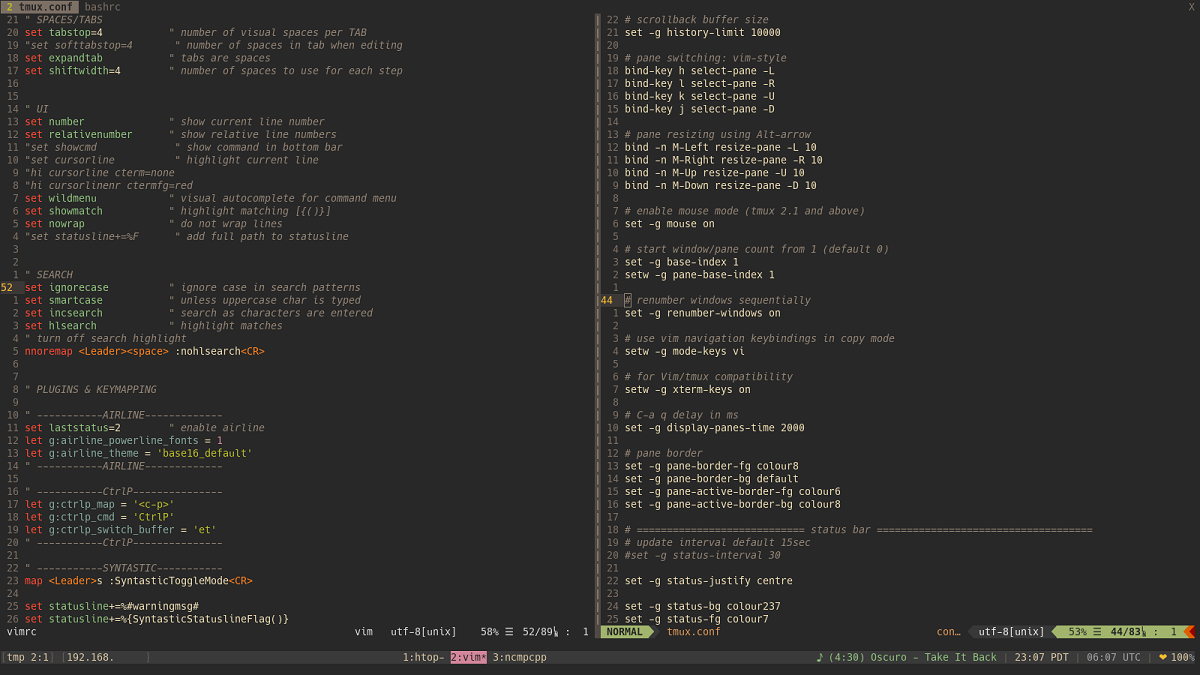 2 tmux.conf  bashrc  X
21 " SPACES/TABS
20 set tabstop=4           " number of visual spaces per TAB
19 "set softtabstop=4       " number of spaces in tab when editing
18 set expandtab           " tabs are spaces
17 set shiftwidth=4        " number of spaces to use for each step
16
15
14 " UI
13 set number              " show current line number
12 set relativenumber      " show relative line numbers
11 "set showcmd             " show command in bottom bar
10 "set cursorline          " highlight current line
9 "hi cursorline cterm=none
8 "hi cursorlinenr ctermfg=red
7 set wildmenu            " visual autocomplete for command menu
6 set showmatch           " highlight matching [{()}]
5 set nowrap              " do not wrap lines
4 "set statusline+=%F      " add full path to statusline
3
2
1 " SEARCH
52 set ignorecase          " ignore case in search patterns
1 set smartcase           " unless uppercase char is typed
2 set incsearch           " search as characters are entered
3 set hlsearch            " highlight matches
4 " turn off search highlight
5 nnoremap <Leader><space> :nohlsearch<CR>
6
7
8 " PLUGINS & KEYMAPPING
9
10 " -----------AIRLINE-------------
11 set laststatus=2        " enable airline
12 let g:airline_powerline_fonts = 1
13 let g:airline_theme = 'base16_default'
14 " -----------AIRLINE-------------
15
16 " -----------CtrlP---------------
17 let g:ctrlp_map = '<c-p>'
18 let g:ctrlp_cmd = 'CtrlP'
19 let g:ctrlp_switch_buffer = 'et'
20 " -----------CtrlP---------------
21
22 " -----------SYNTASTIC-----------
23 map <Leader>s :SyntasticToggleMode<CR>
24
25 set statusline+=%#warningmsg#
26 set statusline+=%{SyntasticStatuslineFlag()}
vimrc  vim  utf-8[unix]  58% ☰ 52/89 : 1
22 # scrollback buffer size
21 set -g history-limit 10000
20
19 # pane switching: vim-style
18 bind-key h select-pane -L
17 bind-key l select-pane -R
16 bind-key k select-pane -U
15 bind-key j select-pane -D
14
13 # pane resizing using Alt-arrow
12 bind -n M-Left resize-pane -L 10
11 bind -n M-Right resize-pane -R 10
10 bind -n M-Up resize-pane -U 10
9 bind -n M-Down resize-pane -D 10
8
7 # enable mouse mode (tmux 2.1 and above)
6 set -g mouse on
5
4 # start window/pane count from 1 (default 0)
3 set -g base-index 1
2 setw -g pane-base-index 1
1
44 # renumber windows sequentially
1 set -g renumber-windows on
2
3 # use vim navigation keybindings in copy mode
4 setw -g mode-keys vi
5
6 # for Vim/tmux compatibility
7 setw -g xterm-keys on
8
9 # C-a q delay in ms
10 set -g display-panes-time 2000
11
12 # pane border
13 set -g pane-border-fg colour8
14 set -g pane-border-bg default
15 set -g pane-active-border-fg colour6
16 set -g pane-active-border-bg colour8
17
18 # ============================ status bar ====================================
19 # update interval default 15sec
20 #set -g status-interval 30
21
22 set -g status-justify centre
23
24 set -g status-bg colour237
25 set -g status-fg colour7
NORMAL  tmux.conf  con…  utf-8[unix]  53% ☰ 44/83 : 1
[tmp 2:1] [192.168.     ]  1:htop- 2:vim* 3:ncmpcpp  ♪ (4:30) Oscuro - Take It Back | 23:07 PDT | 06:07 UTC | ❤ 100%